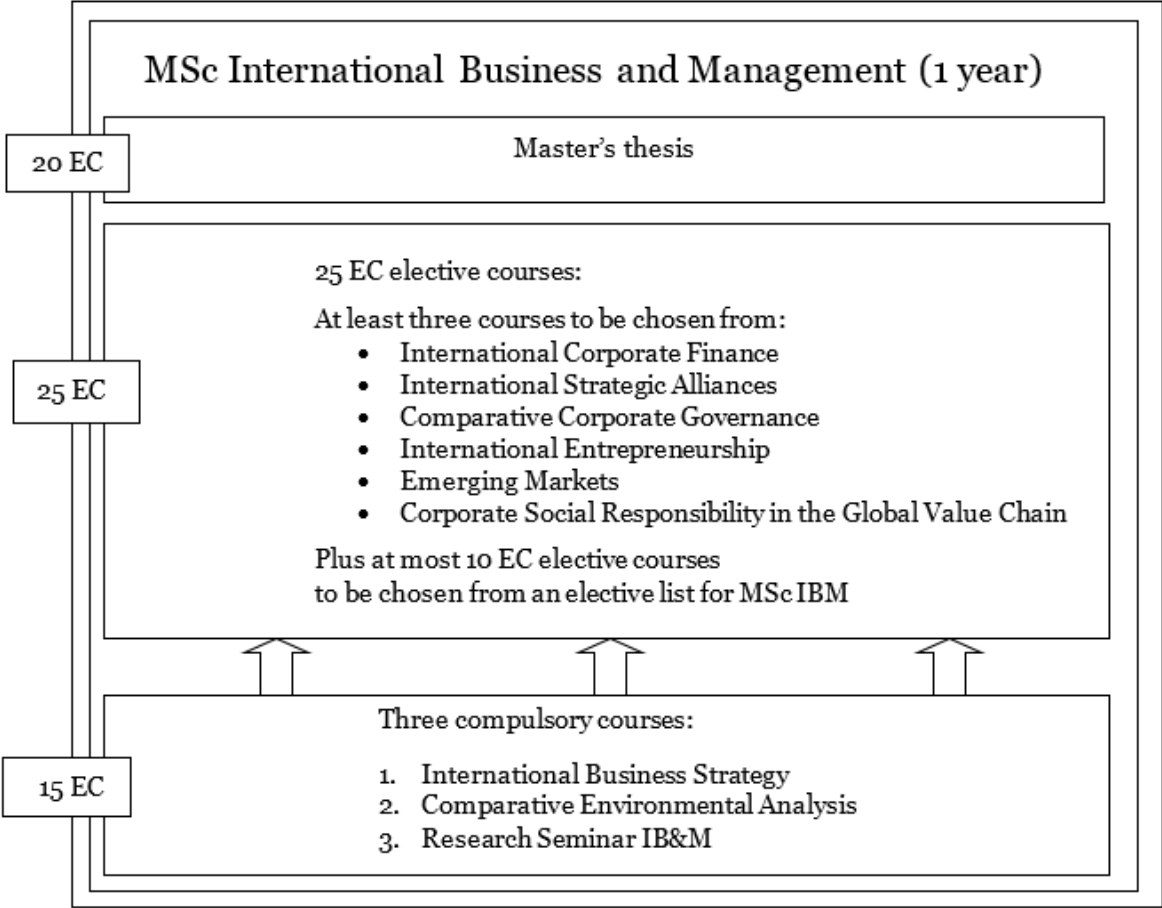 MSc International Business and Management (1 year)
20 EC
Master's thesis
25 EC
25 EC elective courses:
At least three courses to be chosen from:
• International Corporate Finance
• International Strategic Alliances
• Comparative Corporate Governance
• International Entrepreneurship
• Emerging Markets
• Corporate Social Responsibility in the Global Value Chain
Plus at most 10 EC elective courses
to be chosen from an elective list for MSc IBM
15 EC
Three compulsory courses:
1. International Business Strategy
2. Comparative Environmental Analysis
3. Research Seminar IB&M